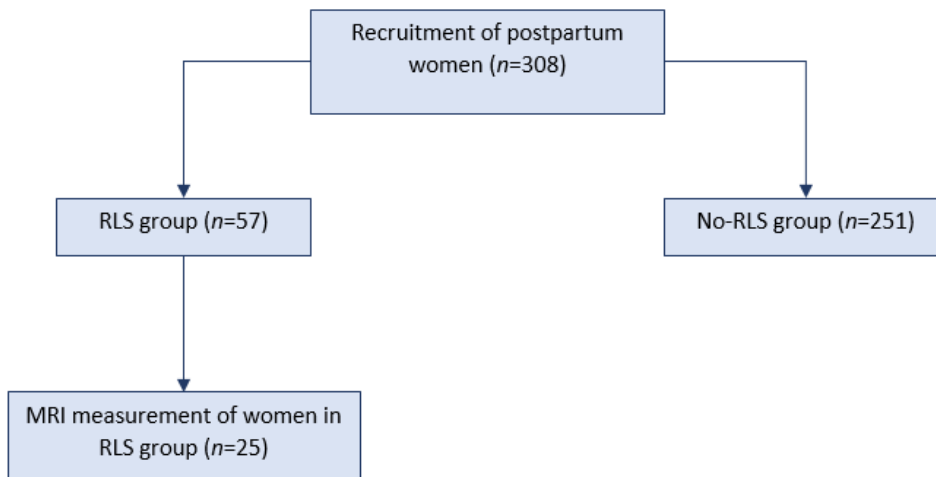 Recruitment of postpartum
women (n=308)
RLS group (n=57)
No-RLS group (n=251)
MRI measurement of women in
RLS group (n=25)